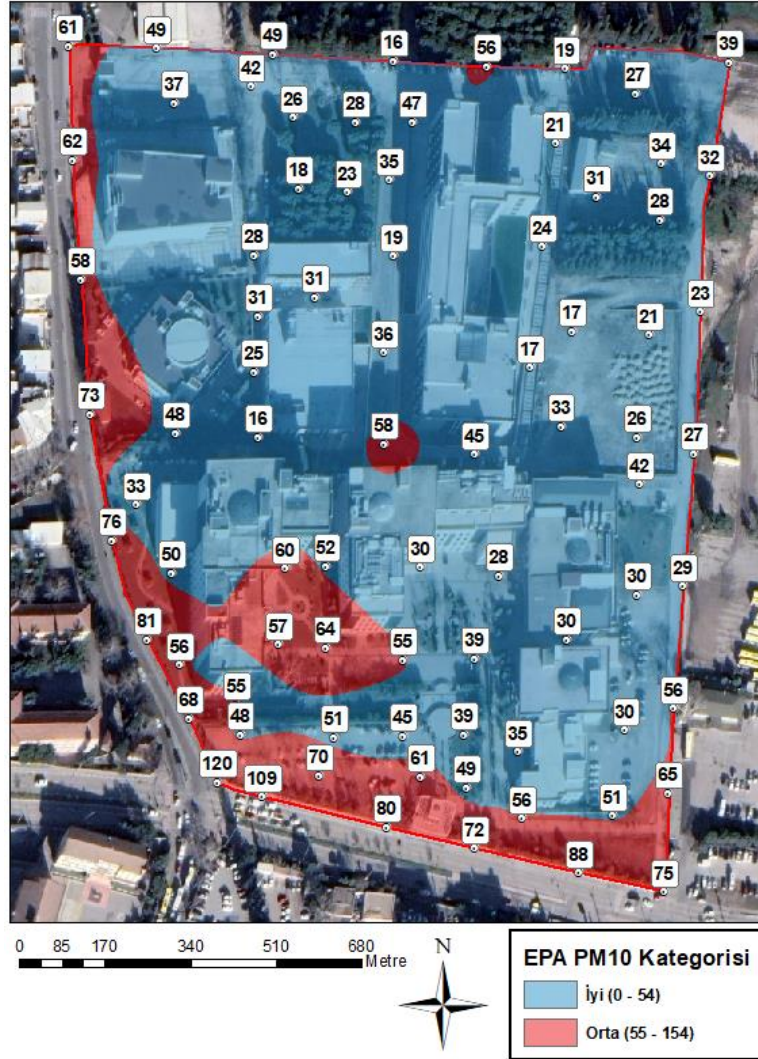 61 49 49 16 56 19 39
42 27
37 26 28 47
21
62 18 23 35 31 34 32
28
28 19 24
58 31 31 23
17 21
36
25 17
73
48 16 58 45 33 26 27
42
33
76
50 60 52 30 28 30 29
81 57 64 30
56 55 39
68 55 56
48 51 45 39 35 30
120 109 70 61 49 65
80 56 51
72
88 75
0 85 170 340 510 680
Metre
N
EPA PM10 Kategorisi
İyi (0 - 54)
Orta (55 - 154)